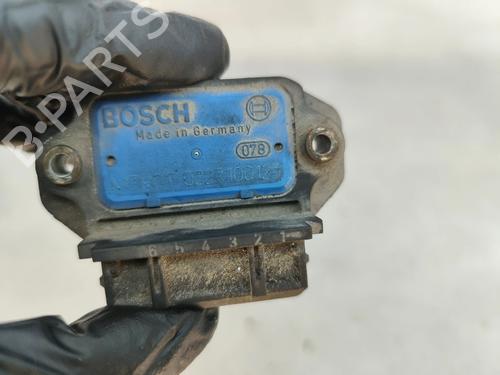 BOSCH
Made in Germany
078
6 5 4 3 2 1
B-PARTS